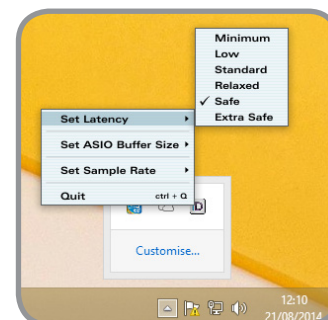 Minimum
Low
Standard
Relaxed
✓ Safe
Extra Safe
Set Latency
Set ASIO Buffer Size
Set Sample Rate
Quit ctrl + Q
D
Customise...
12:10
21/08/2014